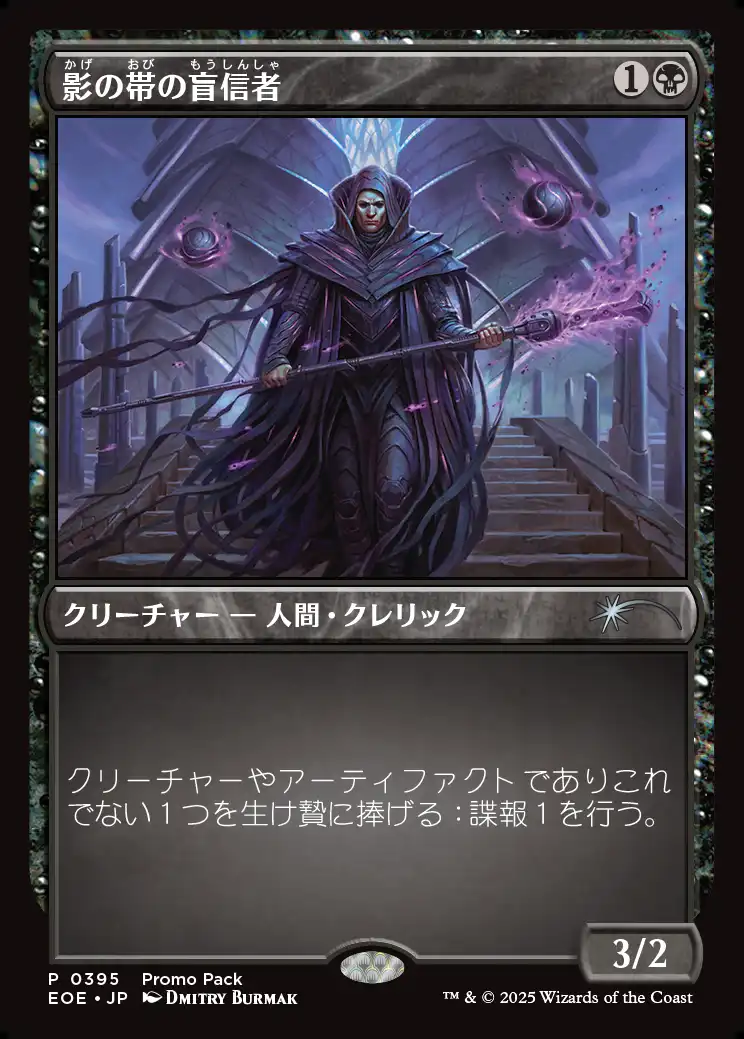 かげ おび もうしんしゃ
影の帯の盲信者
1
クリーチャー — 人間・クレリック
クリーチャーやアーティファクトでありこれ
でない１つを生け贄に捧げる：諜報１を行う。
3/2
P 0395 Promo Pack
EOE • JP Dmitry Burmak
™ & © 2025 Wizards of the Coast